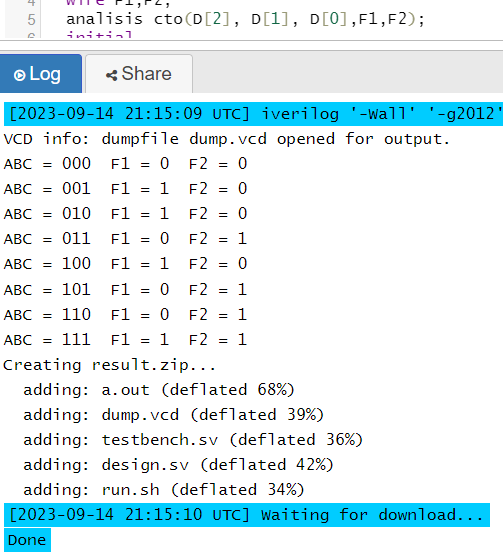 4 wire F1,F2;
5 analisis cto(D[2], D[1], D[0],F1,F2);
6 initial
Log
Share
[2023-09-14 21:15:09 UTC] iverilog '-Wall' '-g2012'
VCD info: dumpfile dump.vcd opened for output.
ABC = 000 F1 = 0 F2 = 0
ABC = 001 F1 = 1 F2 = 0
ABC = 010 F1 = 1 F2 = 0
ABC = 011 F1 = 0 F2 = 1
ABC = 100 F1 = 1 F2 = 0
ABC = 101 F1 = 0 F2 = 1
ABC = 110 F1 = 0 F2 = 1
ABC = 111 F1 = 1 F2 = 1
Creating result.zip...
adding: a.out (deflated 68%)
adding: dump.vcd (deflated 39%)
adding: testbench.sv (deflated 36%)
adding: design.sv (deflated 42%)
adding: run.sh (deflated 34%)
[2023-09-14 21:15:10 UTC] Waiting for download...
Done